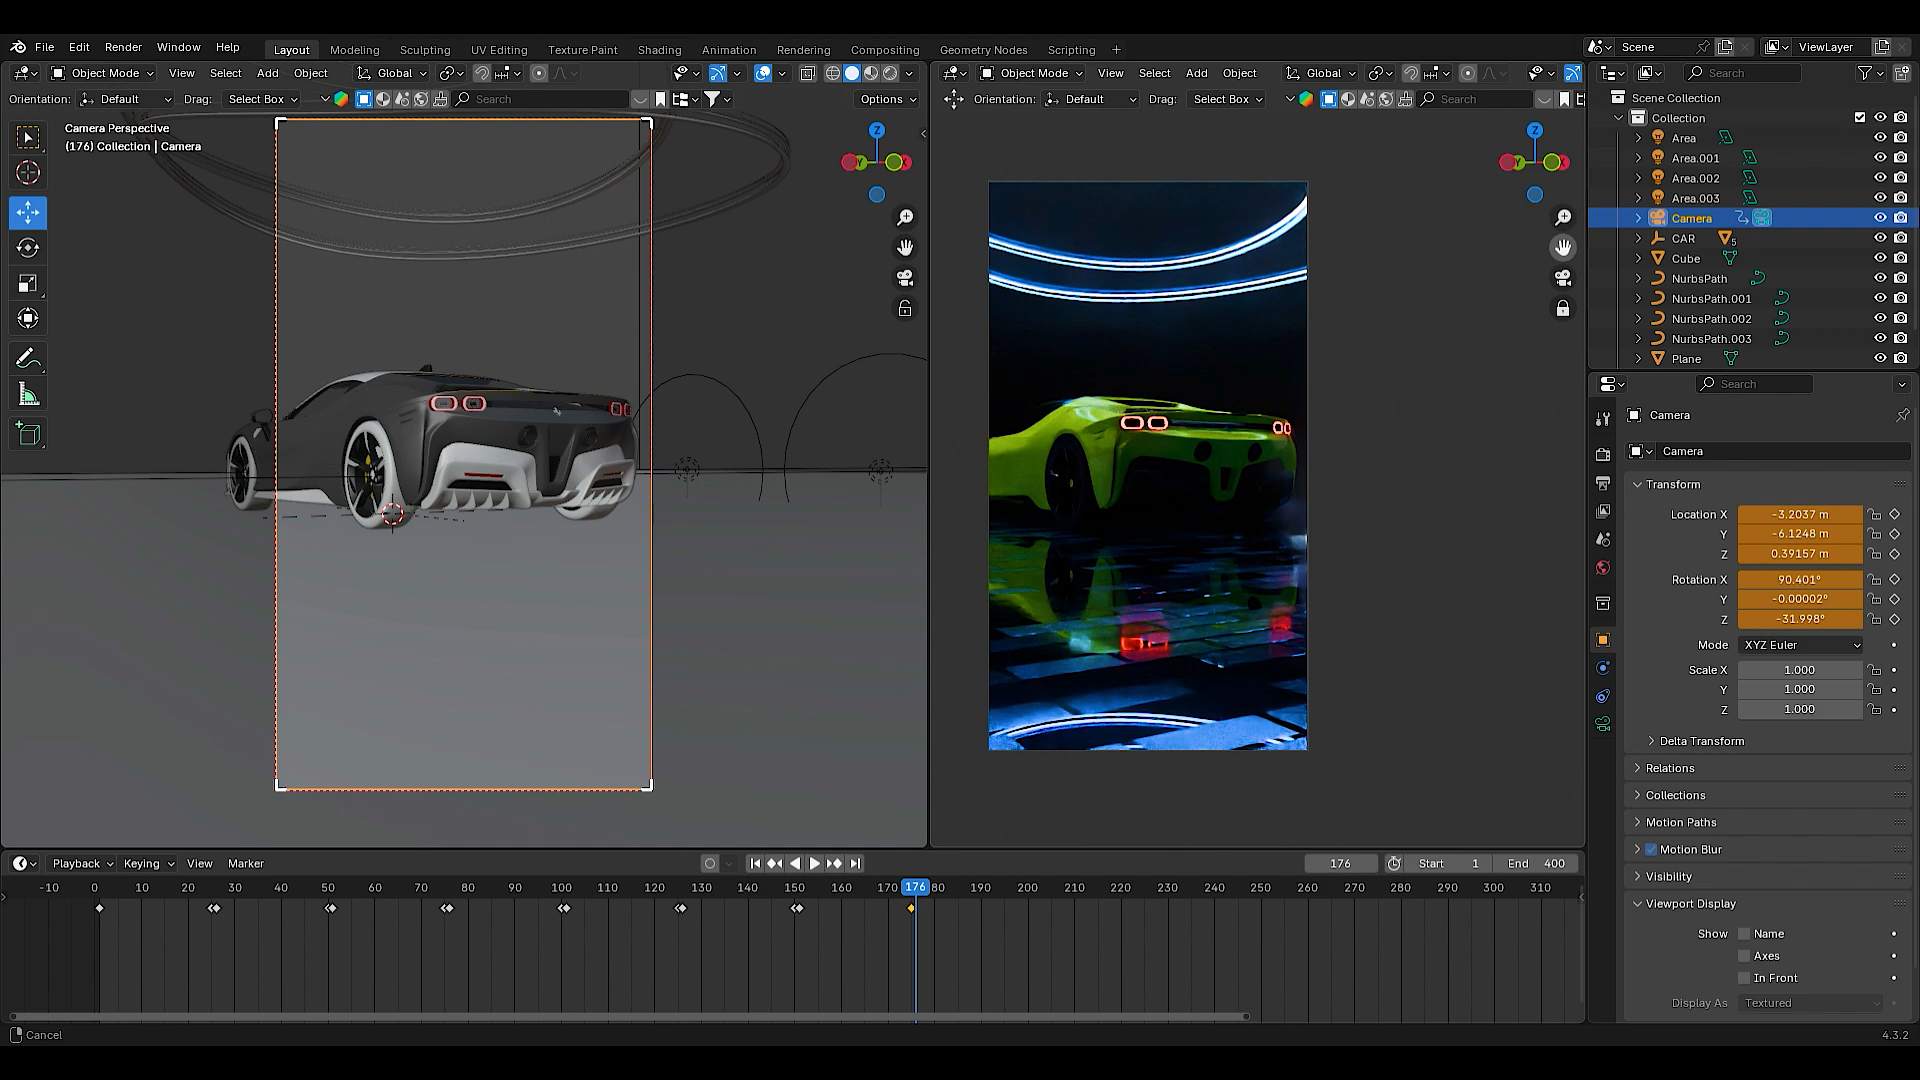 File Edit Render Window Help Layout Modeling Sculpting UV Editing Texture Paint Shading Animation Rendering Compositing Geometry Nodes Scripting + Scene ViewLayer
Object Mode View Select Add Object Global Object Mode View Select Add Object Global Search
Orientation: Default Drag: Select Box Search Options Orientation: Default Drag: Select Box Search
Camera Perspective
(176) Collection | Camera
Z
Y
X
Z
Y
X
Scene Collection
Collection
Area
Area.001
Area.002
Area.003
Camera
CAR 5
Cube
NurbsPath
NurbsPath.001
NurbsPath.002
NurbsPath.003
Plane
Search
Camera
Camera
Transform
Location X -3.2037 m
Y -6.1248 m
Z 0.39157 m
Rotation X 90.401°
Y -0.00002°
Z -31.998°
Mode XYZ Euler
Scale X 1.000
Y 1.000
Z 1.000
Delta Transform
Relations
Collections
Motion Paths
Motion Blur
Visibility
Viewport Display
Show Name
Axes
In Front
Display As Textured
Playback Keying View Marker 176 Start 1 End 400
-10 0 10 20 30 40 50 60 70 80 90 100 110 120 130 140 150 160 170 176 80 190 200 210 220 230 240 250 260 270 280 290 300 310
Cancel 4.3.2